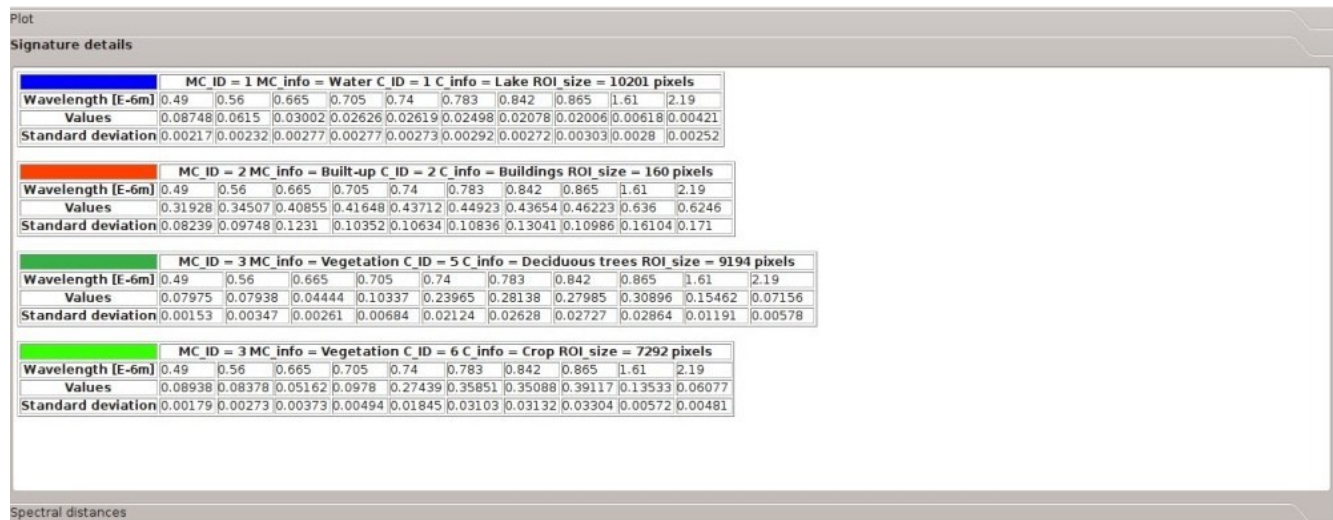 Plot
Signature details
MC_ID = 1 MC_info = Water C_ID = 1 C_info = Lake ROI_size = 10201 pixels
Wavelength [E-6m] 0.49 0.56 0.665 0.705 0.74 0.783 0.842 0.865 1.61 2.19
Values 0.08748 0.0615 0.03002 0.02626 0.02619 0.02498 0.02078 0.02006 0.00618 0.00421
Standard deviation 0.00217 0.00232 0.00277 0.00277 0.00273 0.00292 0.00272 0.00303 0.0028 0.00252
MC_ID = 2 MC_info = Built-up C_ID = 2 C_info = Buildings ROI_size = 160 pixels
Wavelength [E-6m] 0.49 0.56 0.665 0.705 0.74 0.783 0.842 0.865 1.61 2.19
Values 0.31928 0.34507 0.40855 0.41648 0.43712 0.44923 0.43654 0.46223 0.636 0.6246
Standard deviation 0.08239 0.09748 0.1231 0.10352 0.10634 0.10836 0.13041 0.10986 0.16104 0.171
MC_ID = 3 MC_info = Vegetation C_ID = 5 C_info = Deciduous trees ROI_size = 9194 pixels
Wavelength [E-6m] 0.49 0.56 0.665 0.705 0.74 0.783 0.842 0.865 1.61 2.19
Values 0.07975 0.07938 0.04444 0.10337 0.23965 0.28138 0.27985 0.30896 0.15462 0.07156
Standard deviation 0.00153 0.00347 0.00261 0.00684 0.02124 0.02628 0.02727 0.02864 0.01191 0.00578
MC_ID = 3 MC_info = Vegetation C_ID = 6 C_info = Crop ROI_size = 7292 pixels
Wavelength [E-6m] 0.49 0.56 0.665 0.705 0.74 0.783 0.842 0.865 1.61 2.19
Values 0.08938 0.08378 0.05162 0.0978 0.27439 0.35851 0.35088 0.39117 0.13533 0.06077
Standard deviation 0.00179 0.00273 0.00373 0.00494 0.01845 0.03103 0.03132 0.03304 0.00572 0.00481
Spectral distances